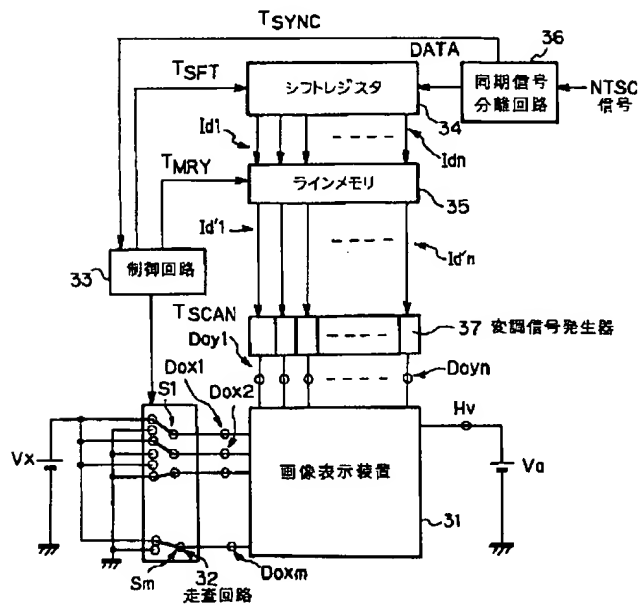 TSYNC
DATA
36
TSFT
シフトレジスタ
同期信号
分離回路
NTSC
信号
34
Id1
Idn
TMRY
ラインメモリ
35
Id'1
Id'n
33
制御回路
TSCAN
37 変調信号発生器
Doy1
Doyn
Dox1
S1
Dox2
Hv
Vx
画像表示装置
Va
31
Sm
32
走査回路
Doxm